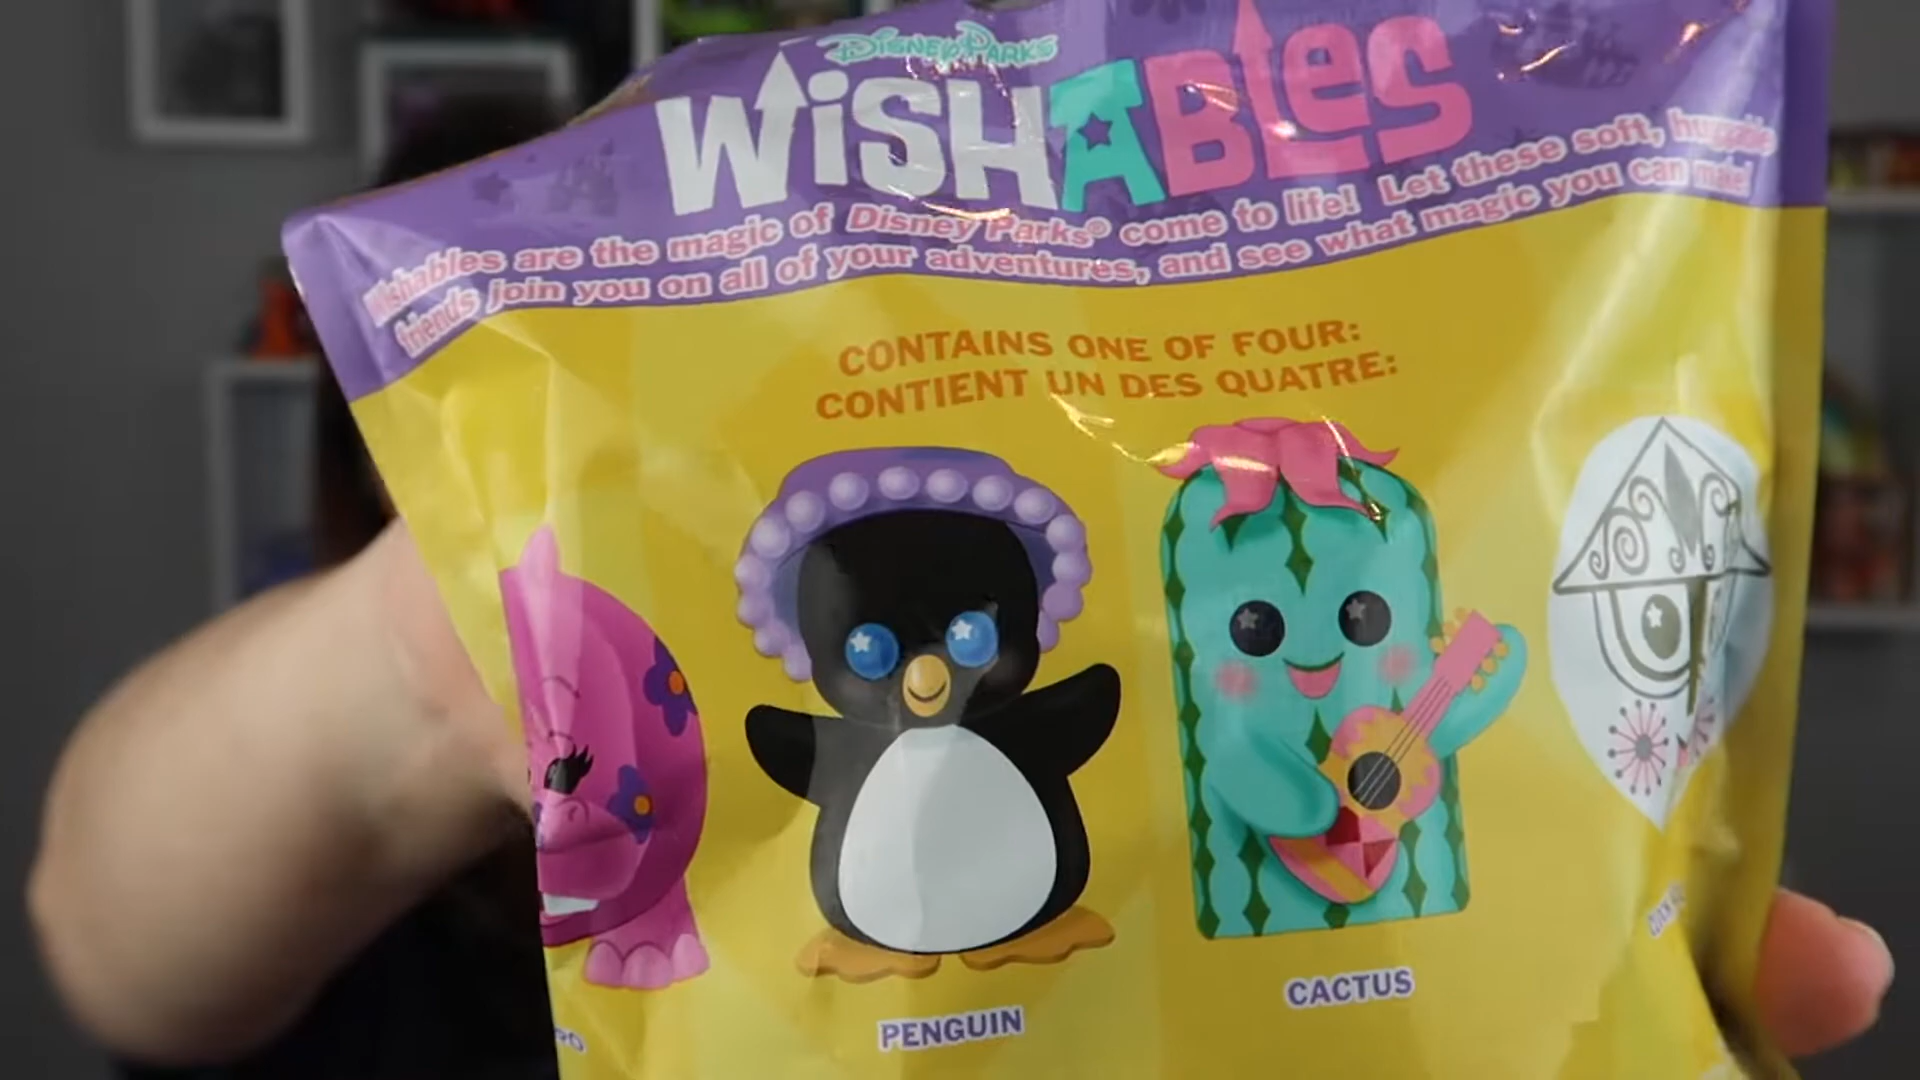 Disney Parks
WiSHABLeS
Wishables are the magic of Disney Parks® come to life! Let these soft, huggable
friends join you on all of your adventures, and see what magic you can make!
CONTAINS ONE OF FOUR:
CONTIENT UN DES QUATRE:
PENGUIN
CACTUS